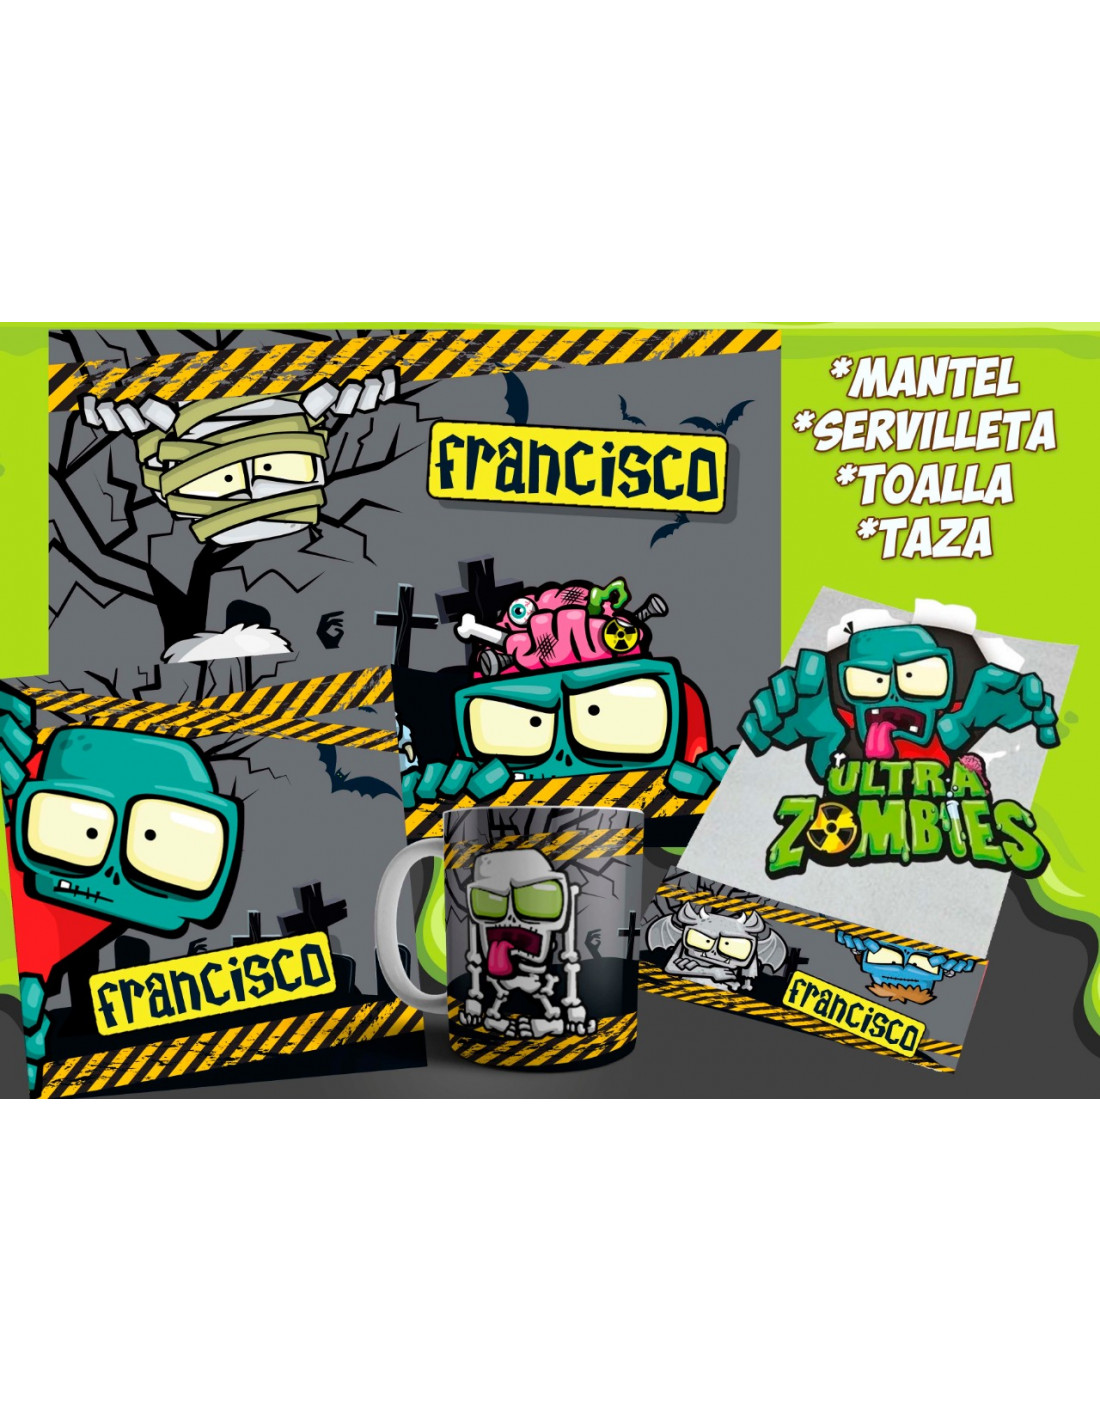 *MANTEL
*SERVILLETA
*TOALLA
*TAZA
francisco
francisco
ULTRA
ZOMBIES
francisco